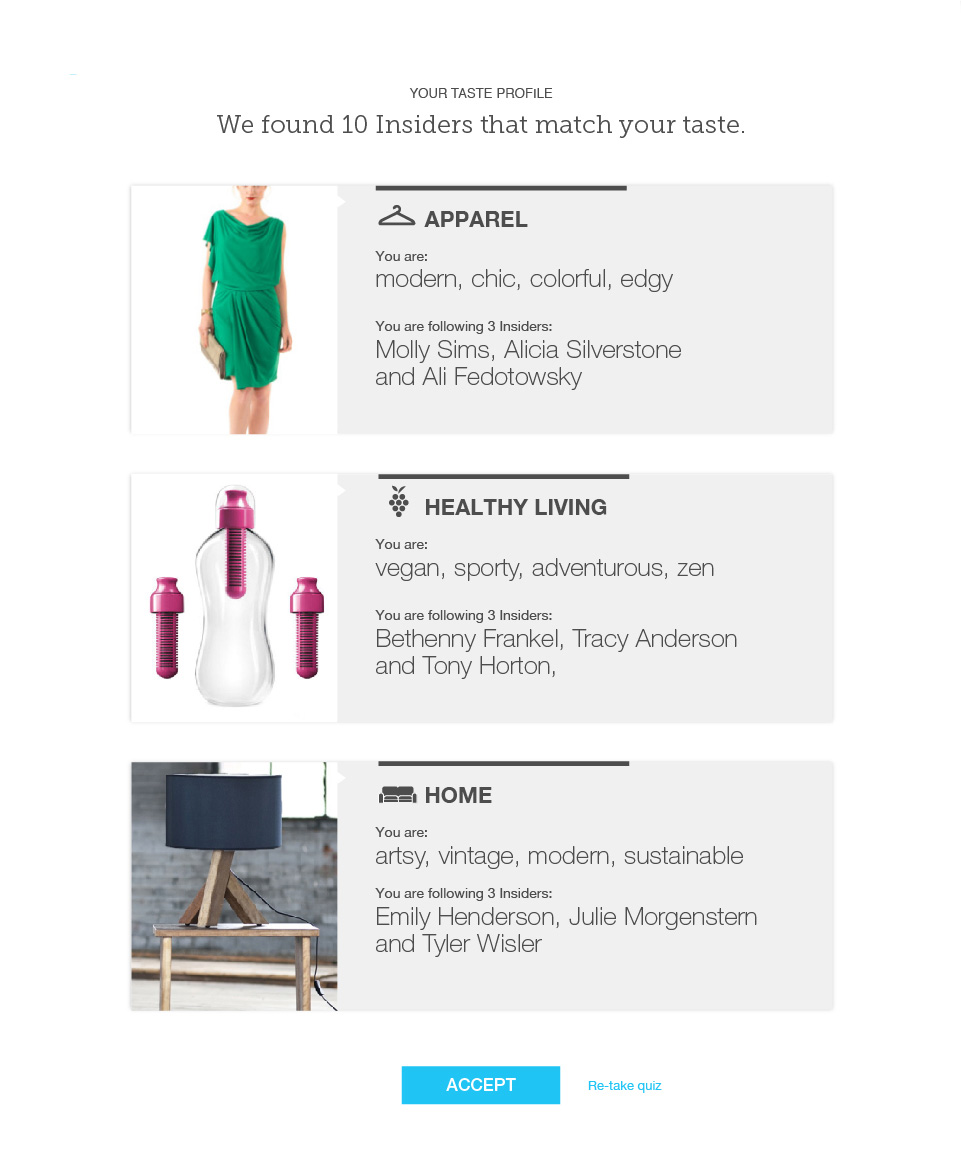 YOUR TASTE PROFILE
We found 10 Insiders that match your taste.
APPAREL
You are:
modern, chic, colorful, edgy
You are following 3 Insiders:
Molly Sims, Alicia Silverstone
and Ali Fedotowsky
HEALTHY LIVING
You are:
vegan, sporty, adventurous, zen
You are following 3 Insiders:
Bethenny Frankel, Tracy Anderson
and Tony Horton,
HOME
You are:
artsy, vintage, modern, sustainable
You are following 3 Insiders:
Emily Henderson, Julie Morgenstern
and Tyler Wisler
ACCEPT
Re-take quiz